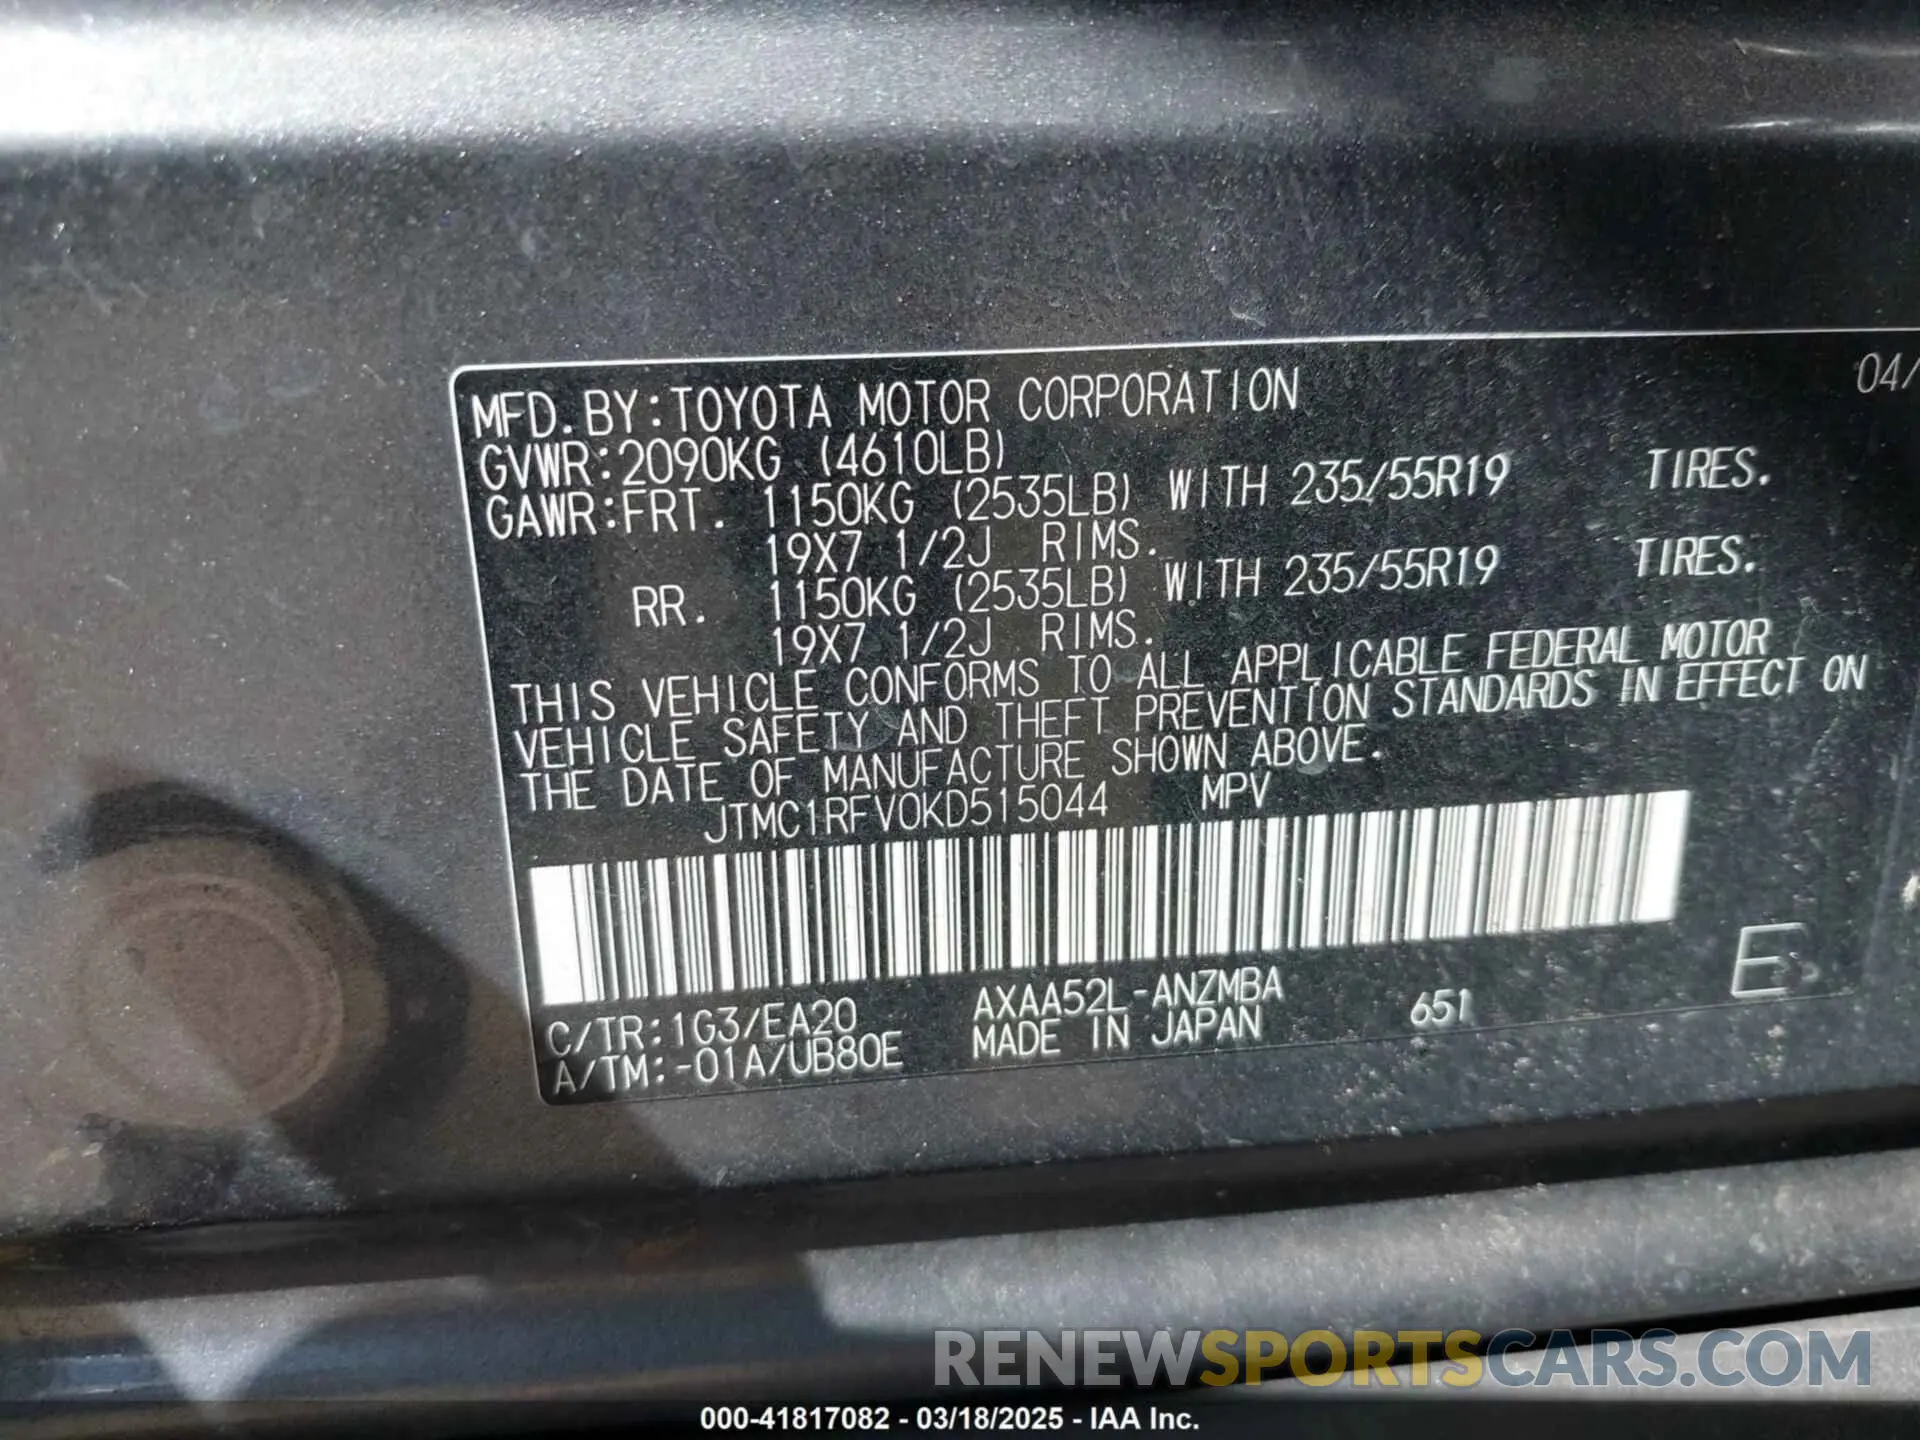 04/
MFD. BY:TOYOTA MOTOR CORPORATION
GVWR:2090KG (4610LB)
GAWR:FRT. 1150KG (2535LB) WITH 235/55R19 TIRES.
19X7 1/2J RIMS.
RR. 1150KG (2535LB) WITH 235/55R19 TIRES.
19X7 1/2J RIMS.
THIS VEHICLE CONFORMS TO ALL APPLICABLE FEDERAL MOTOR
VEHICLE SAFETY AND THEFT PREVENTION STANDARDS IN EFFECT ON
THE DATE OF MANUFACTURE SHOWN ABOVE.
JTMC1RFV0KD515044 MPV
C/TR:1G3/EA20 AXAA52L-ANZMBA 651
A/TM:-01A/UB80E MADE IN JAPAN
E
RENEWSPORTSCARS.COM
000-41817082 - 03/18/2025 - IAA Inc.